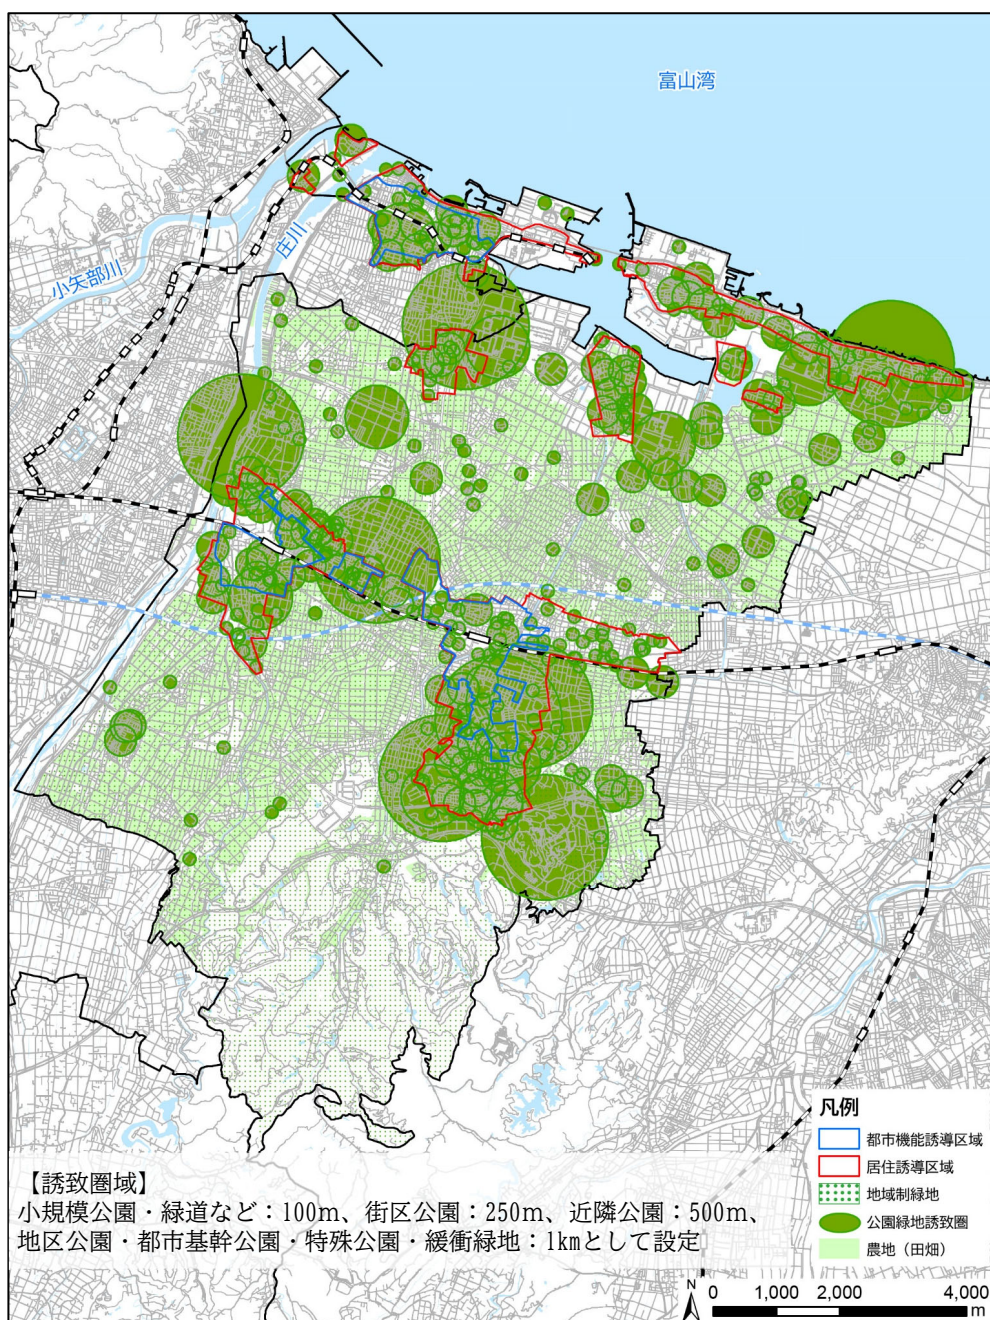 富山湾
庄川
小矢部川
凡例
都市機能誘導区域
居住誘導区域
地域制緑地
公園緑地誘致圏
農地（田畑）
【誘致圏域】
小規模公園・緑道など：100m、街区公園：250m、近隣公園：500m、
地区公園・都市基幹公園・特殊公園・緩衝緑地：1kmとして設定
N
0 1,000 2,000 4,000
m